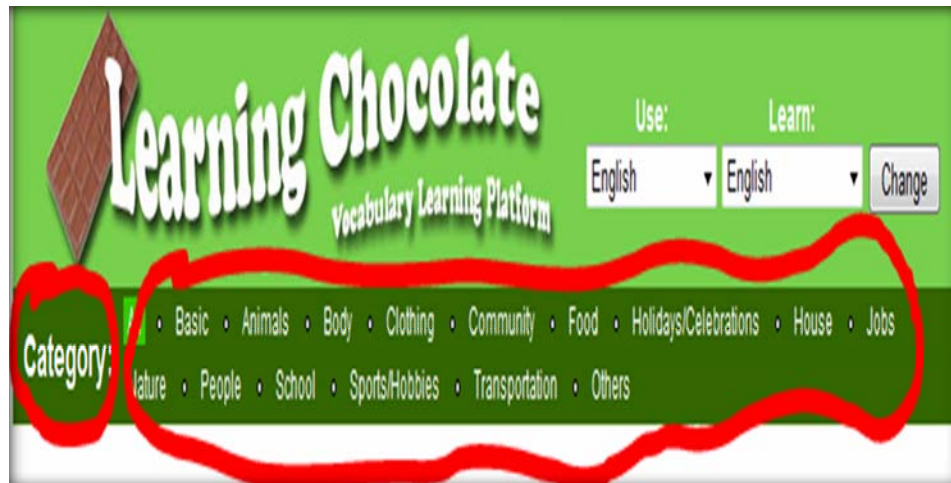 Learning Chocolate
Vocabulary Learning Platform
Use: Learn:
English English Change
Category:
• Basic • Animals • Body • Clothing • Community • Food • Holidays/Celebrations • House • Jobs
Nature • People • School • Sports/Hobbies • Transportation • Others